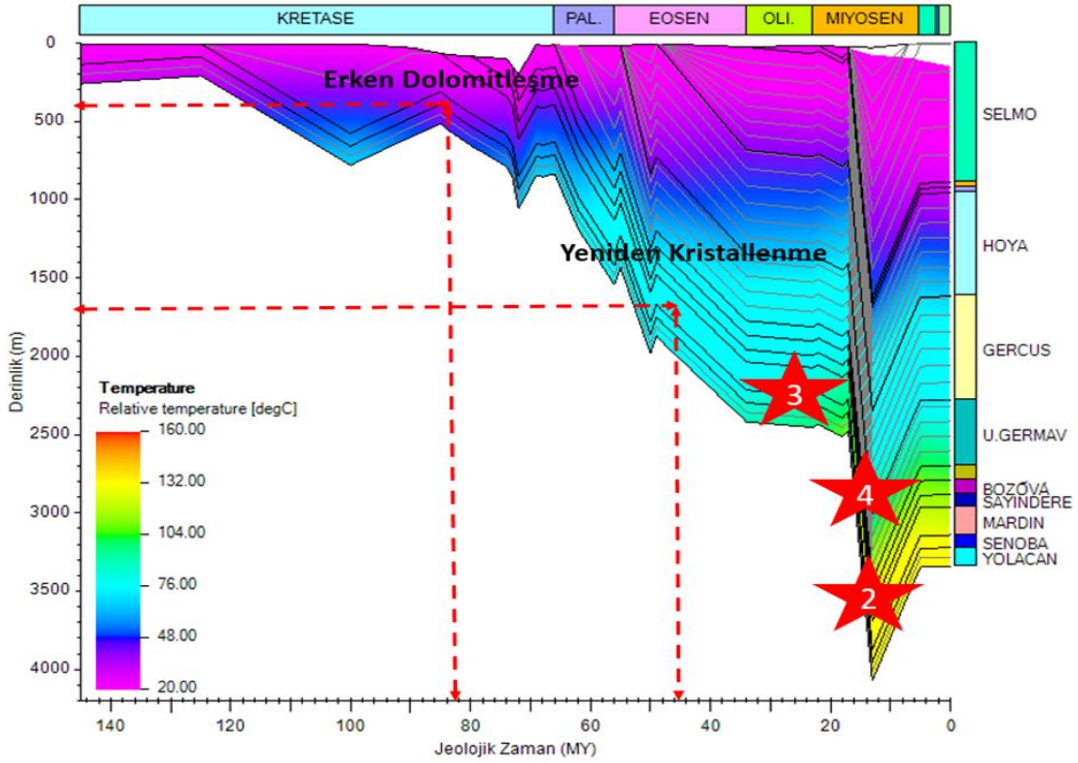 KRETASE PAL. EOSEN OLI. MIYOSEN
Erken Dolomitleşme
Yeniden Kristallenme
0
500
1000
1500
2000
2500
3000
3500
4000
Derinlik (m)
Temperature
Relative temperature [degC]
160.00
132.00
104.00
76.00
48.00
20.00
3
4
2
SELMO
HOYA
GERCUS
U.GERMAV
BOZOVA
SAYINDERE
MARDIN
SENOBA
YOLACAN
140 120 100 80 60 40 20 0
Jeolojik Zaman (MY)